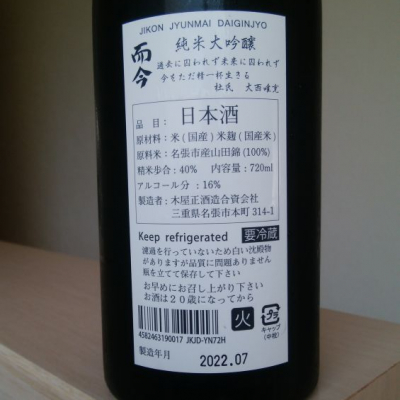 JIKON JYUNMAI DAIGINJYO
而今
純米大吟醸
過去に囚われず未来に囚われず
今をただ精一杯生きる
杜氏 大西唯克
品目: 日本酒
原材料:米(国産)米麹(国産米)
原料米:名張市産山田錦(100%)
精米歩合:40% 内容量:720ml
アルコール分:16%
製造者:木屋正酒造合資会社
三重県名張市本町 314-1
Keep refrigerated 要冷蔵
濾過を行っていないため白い沈殿物
がありますが品質に問題ありません
瓶を立てて保存して下さい
お早めにお召し上がり下さい
お酒は20歳になってから
4582463190017 JKJD-YN72H
火
キャップ
(中栓)
製造年月 2022.07